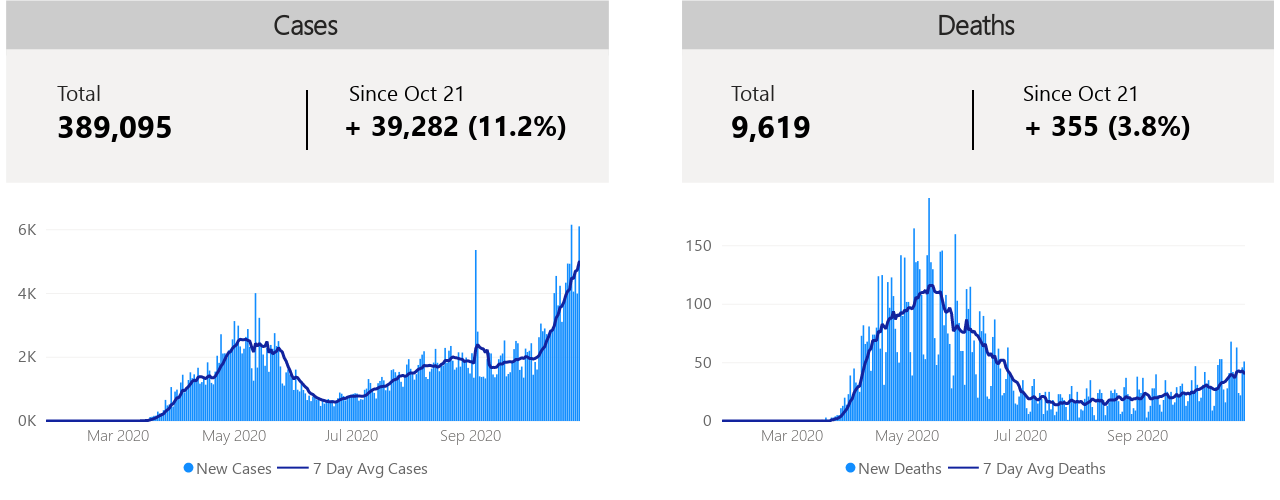 Cases
Total
389,095
Since Oct 21
+ 39,282 (11.2%)
6K
4K
2K
0K
Mar 2020 May 2020 Jul 2020 Sep 2020
New Cases 7 Day Avg Cases
Deaths
Total
9,619
Since Oct 21
+ 355 (3.8%)
150
100
50
0
Mar 2020 May 2020 Jul 2020 Sep 2020
New Deaths 7 Day Avg Deaths